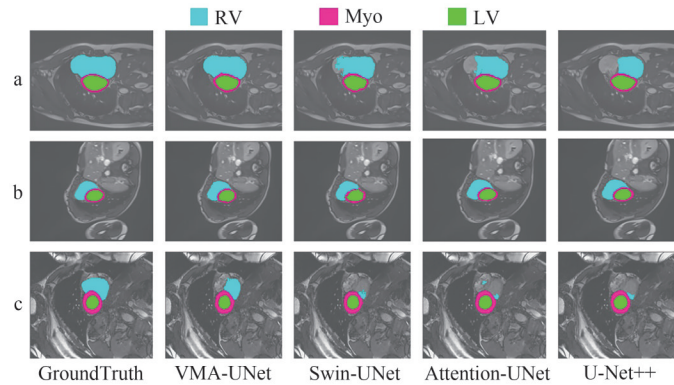 RV Myo LV
a
b
c
GroundTruth VMA-UNet Swin-UNet Attention-UNet U-Net++